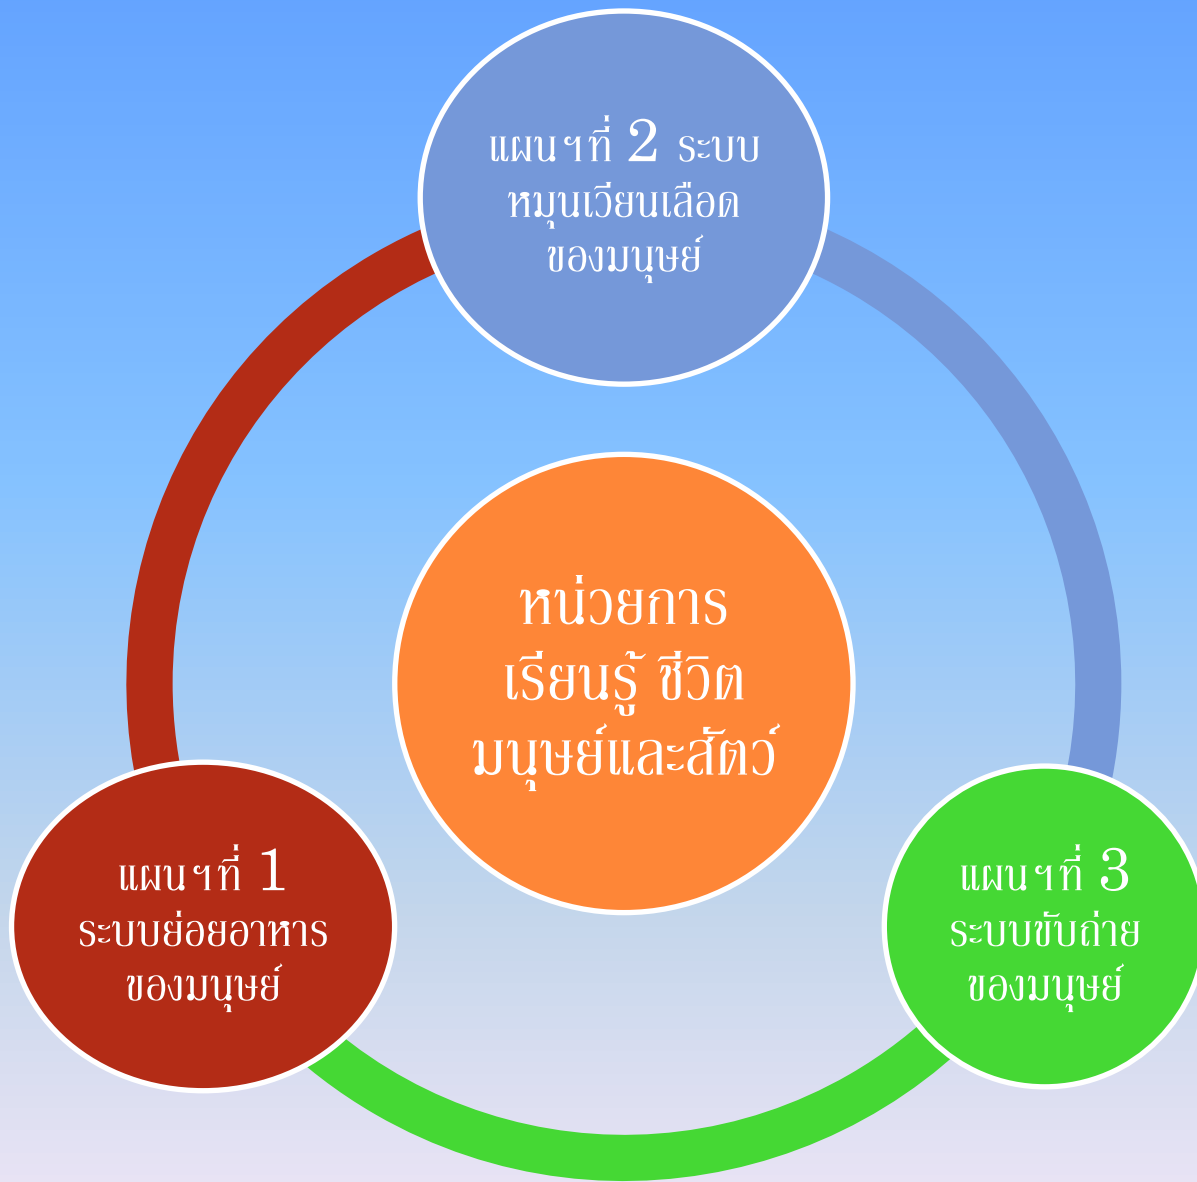 แผนฯที่ 2 ระบบ
หมุนเวียนเลือด
ของมนุษย์
หน่วยการ
เรียนรู้ ชีวิต
มนุษย์และสัตว์
แผนฯที่ 1
ระบบย่อยอาหาร
ของมนุษย์
แผนฯที่ 3
ระบบขับถ่าย
ของมนุษย์